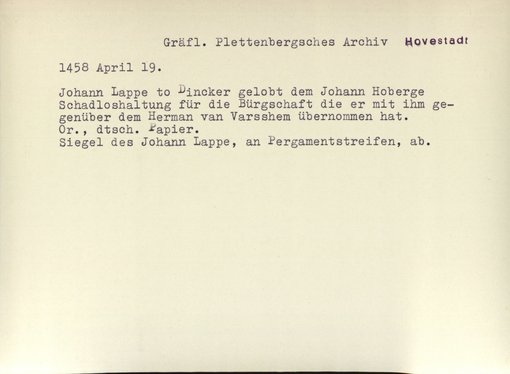 Gräfl. Plettenbergsches Archiv Hovestadt
1458 April 19.
Johann Lappe to Dincker gelobt dem Johann Hoberge
Schadloshaltung für die Bürgschaft die er mit ihm ge-
genüber dem Herman van Varsshem übernommen hat.
Or., dtsch. Papier.
Siegel des Johann Lappe, an Pergamentstreifen, ab.